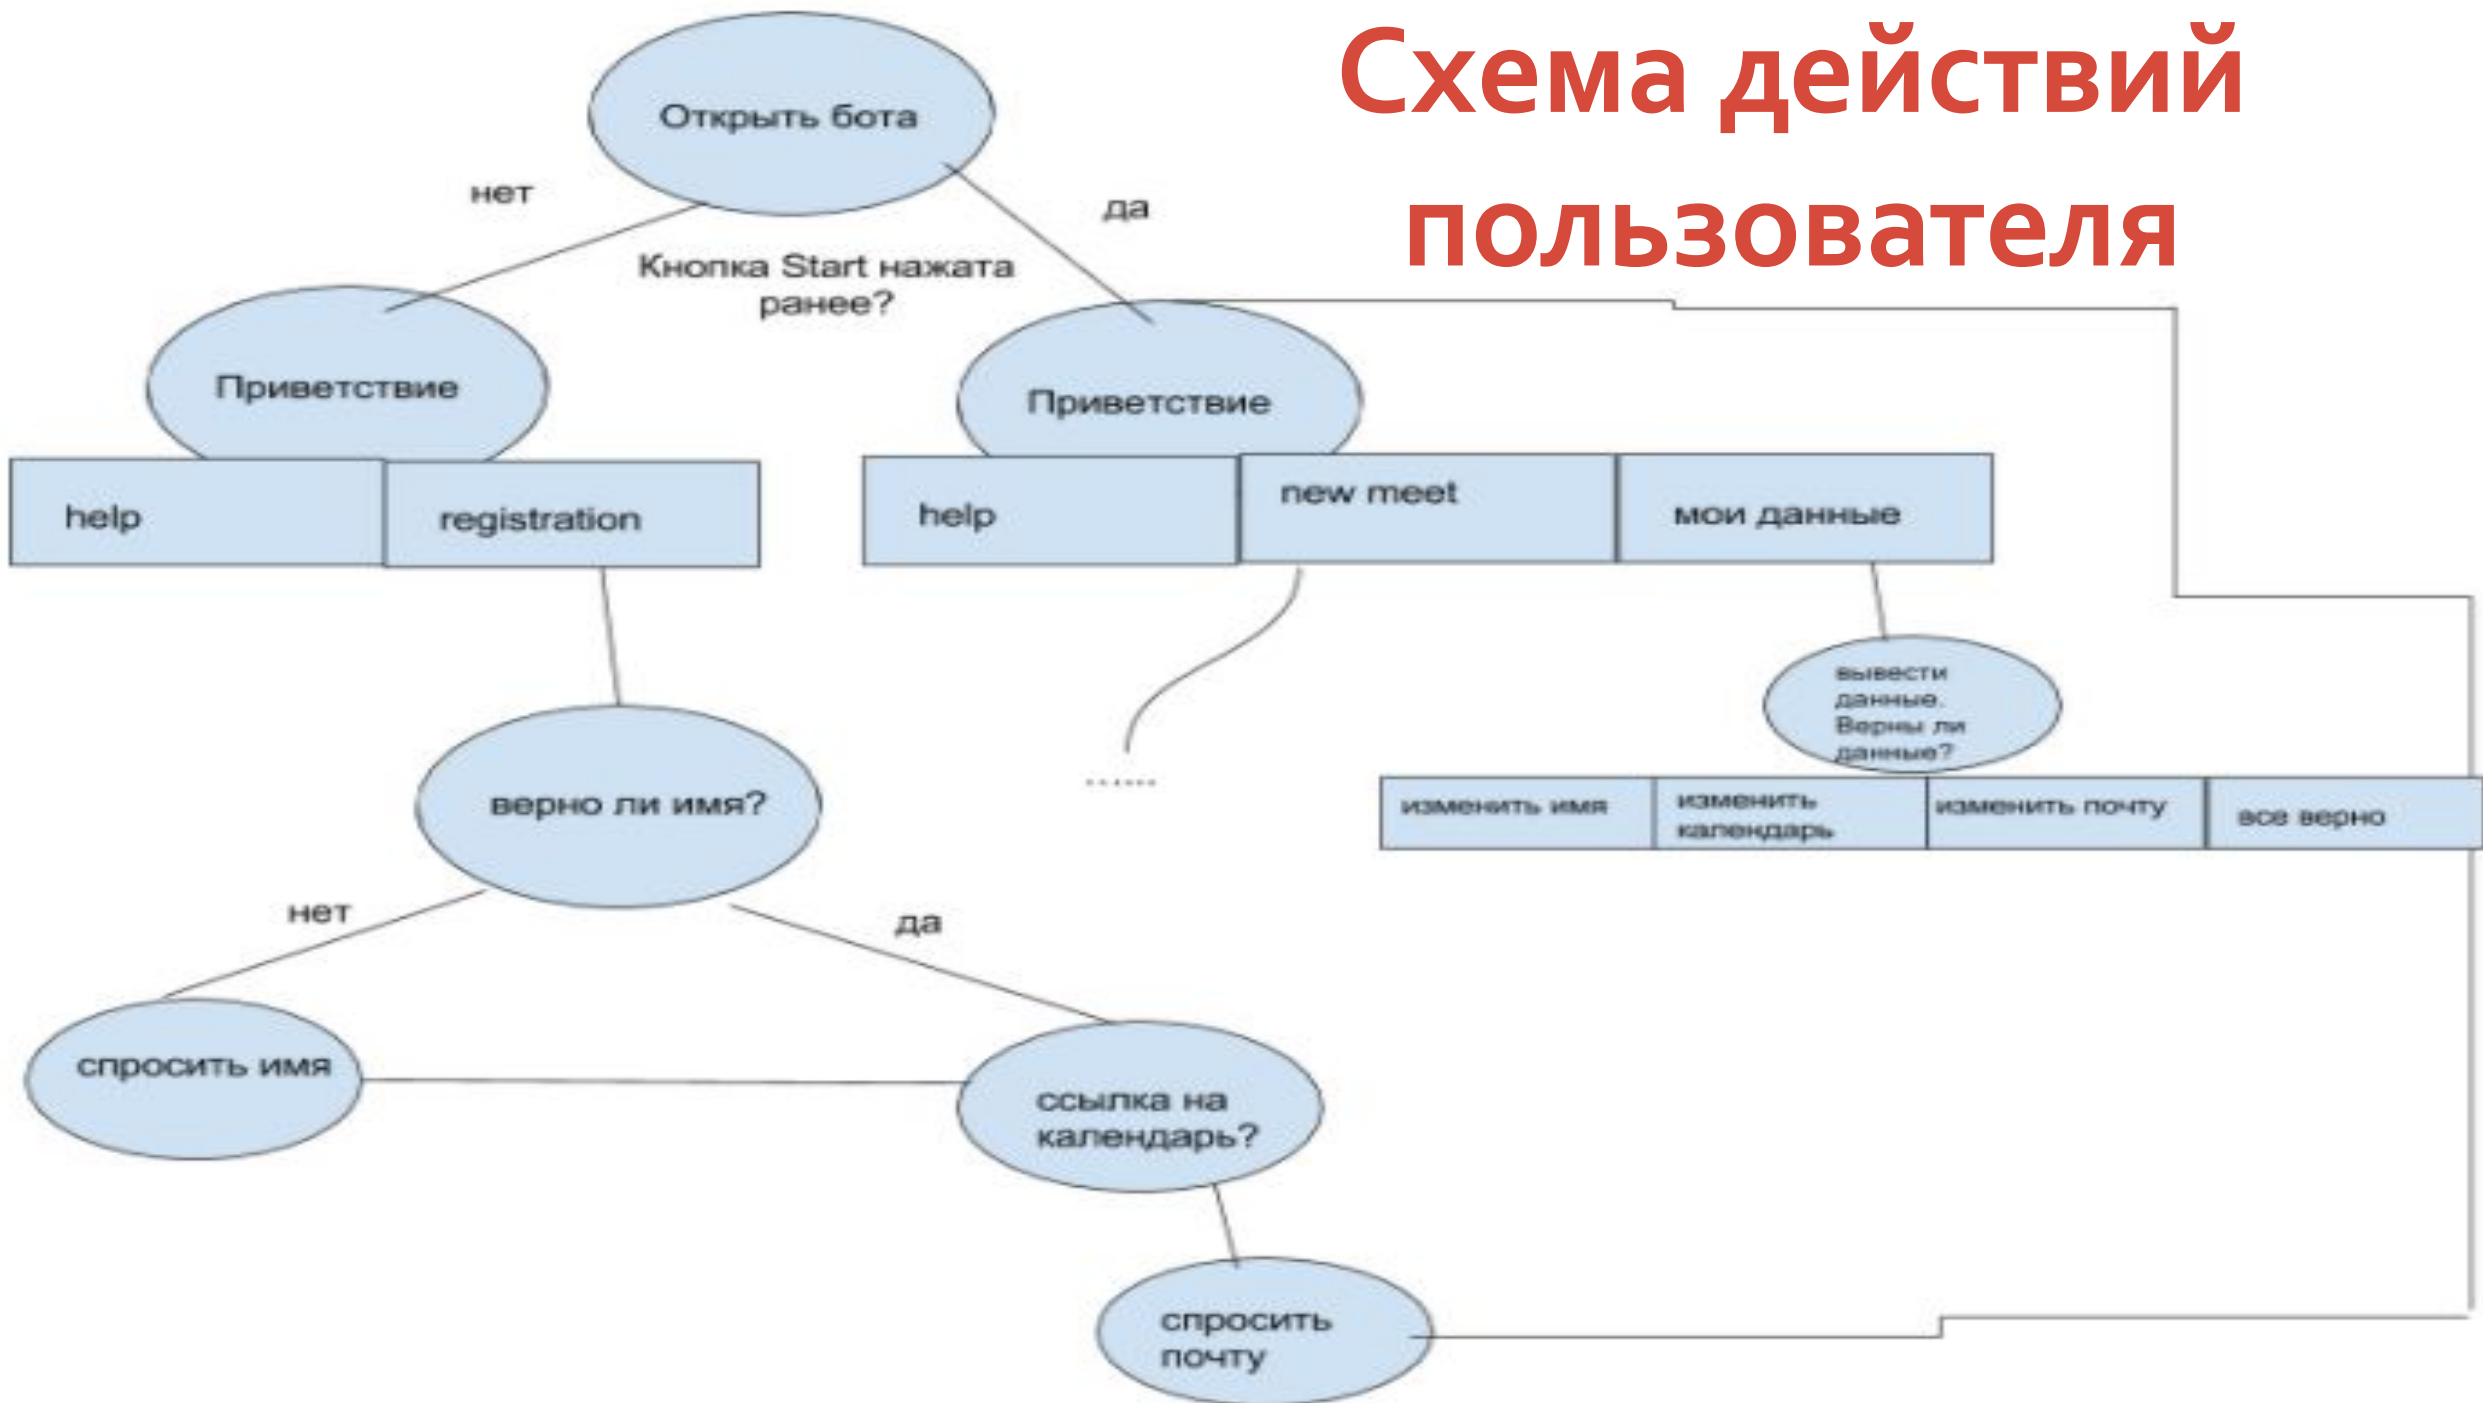 Схема действий
пользователя
Открыть бота
нет
да
Кнопка Start нажата
ранее?
Приветствие
Приветствие
help
registration
help
new meet
мои данные
вывести
данные.
Верны ли
данные?
изменить имя
изменить
календарь
изменить почту
все верно
......
верно ли имя?
нет
да
спросить имя
ссылка на
календарь?
спросить
почту